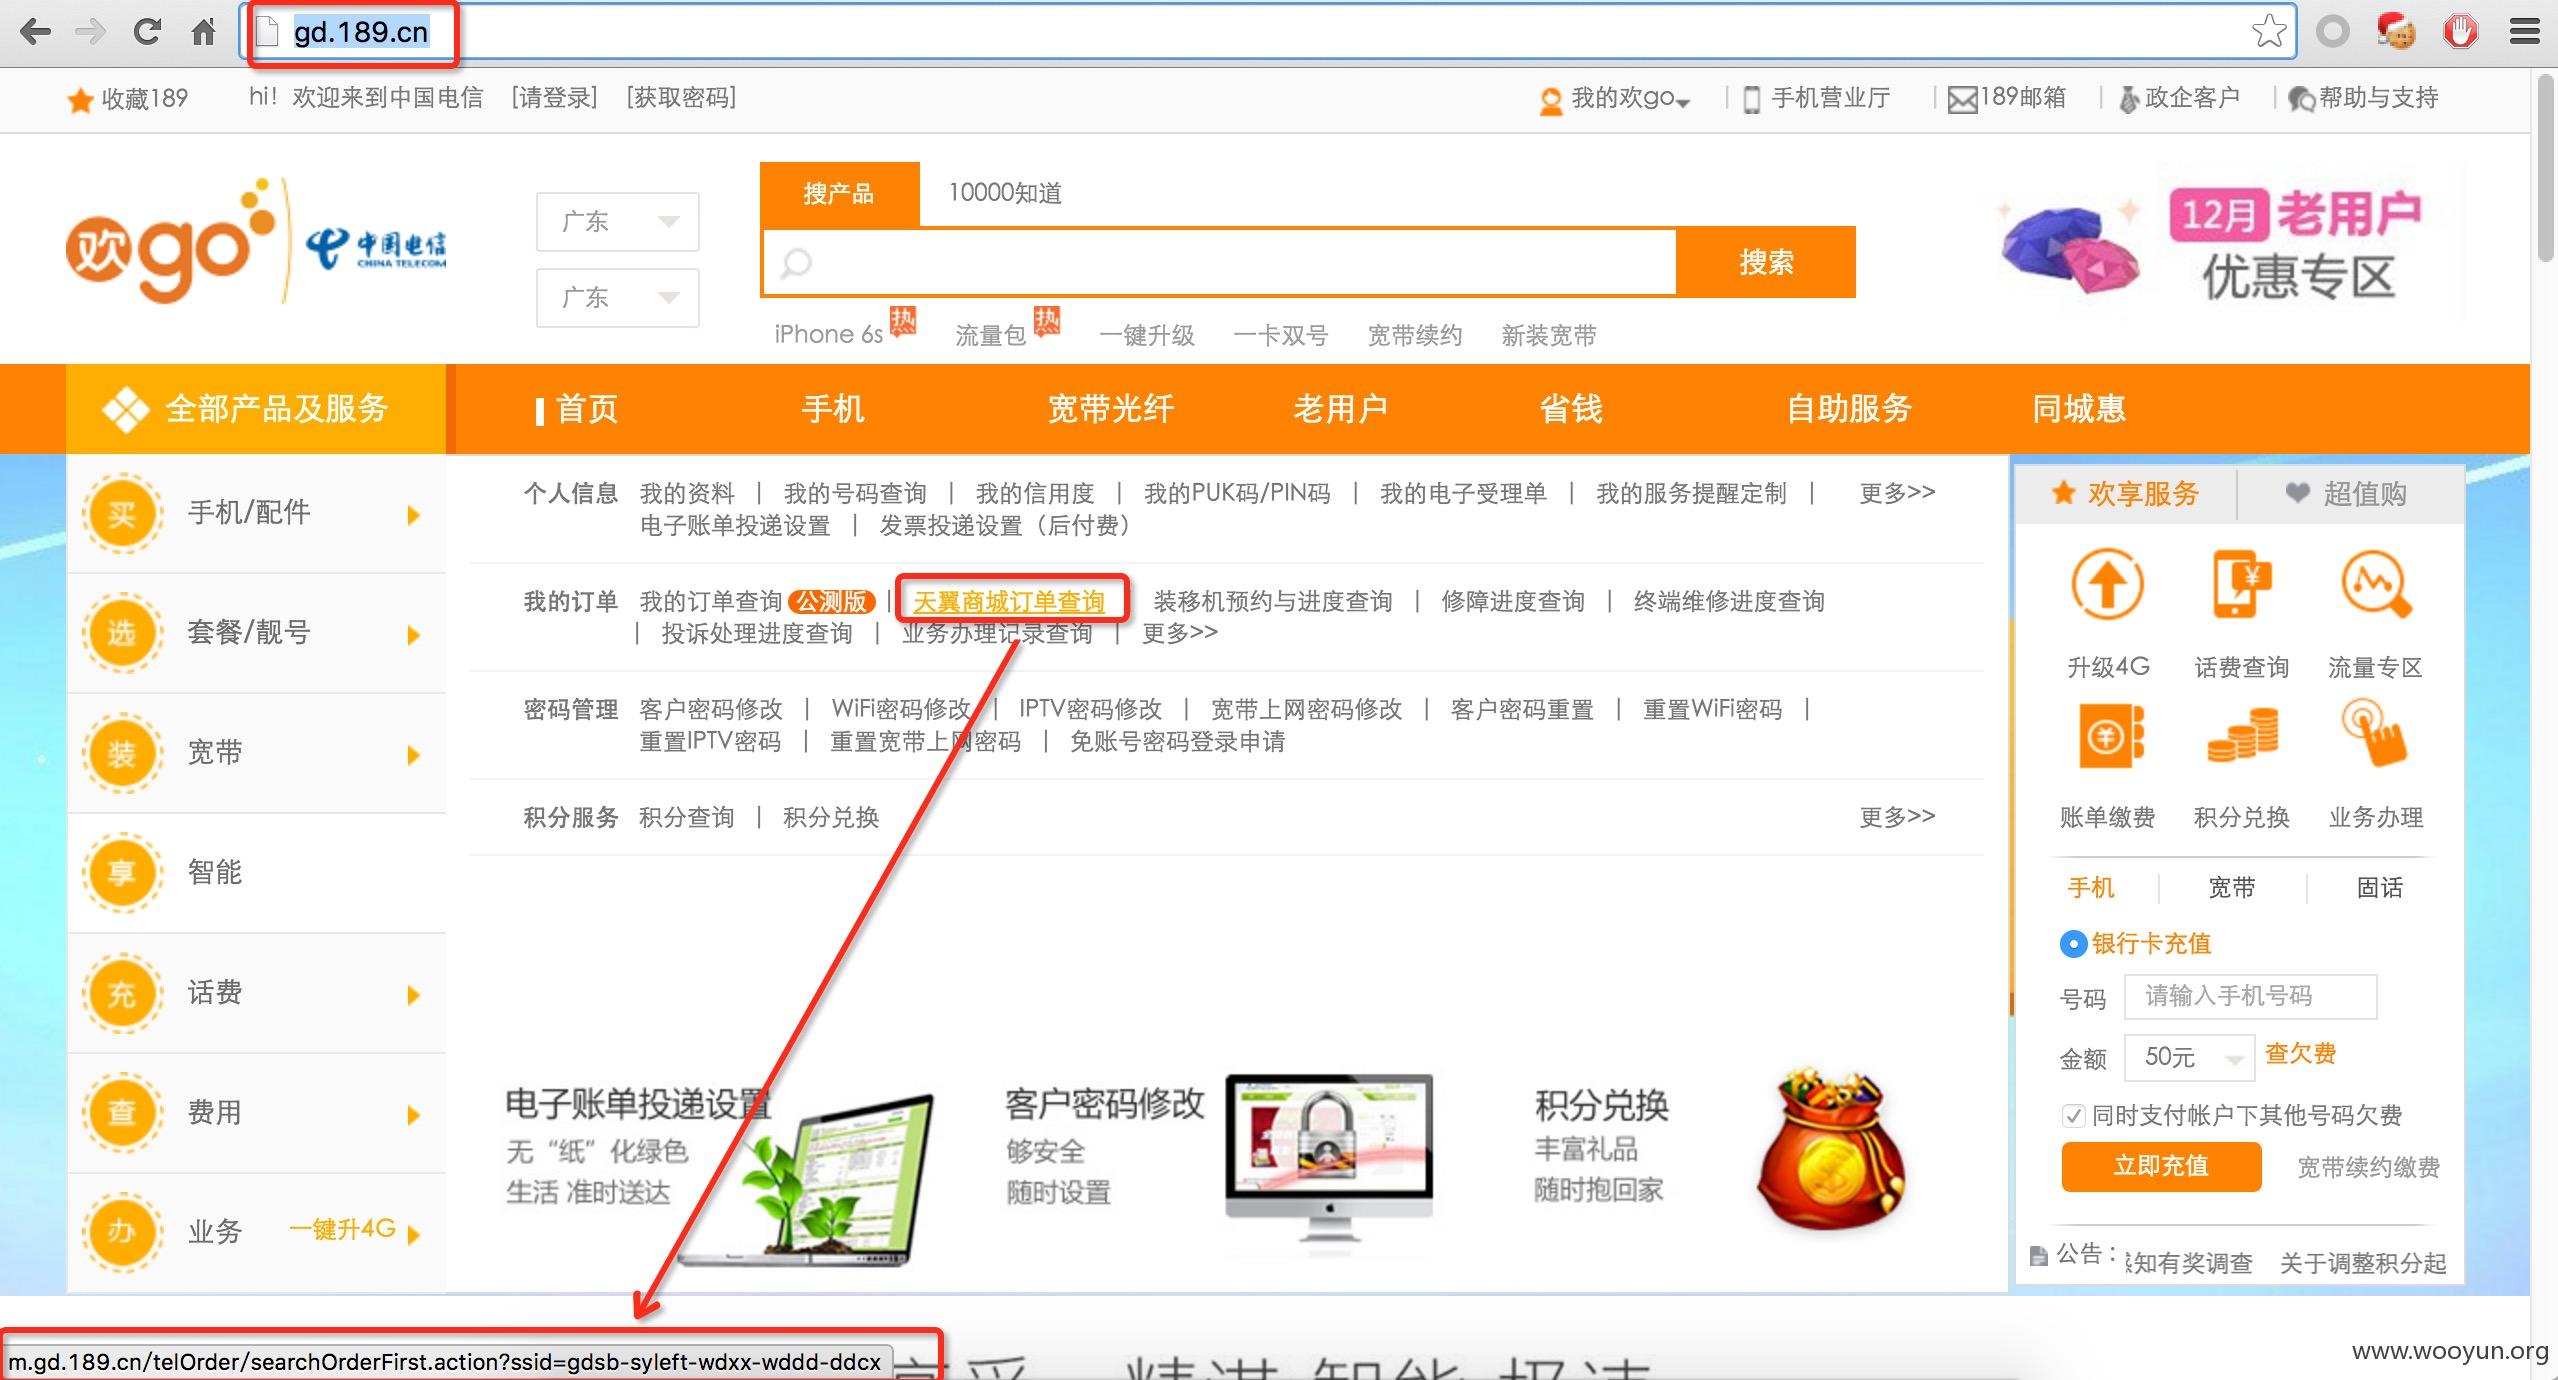 gd.189.cn
收藏189 hi！欢迎来到中国电信 [请登录] [获取密码] 我的欢go | 手机营业厅 | 189邮箱 | 政企客户 | 帮助与支持
欢go 中国电信 CHINA TELECOM
广东
广东
搜产品 10000知道
搜索
iPhone 6s 热 流量包 热 一键升级 一卡双号 宽带续约 新装宽带
12月 老用户
优惠专区
全部产品及服务 首页 手机 宽带光纤 老用户 省钱 自助服务 同城惠
买 手机/配件
选 套餐/靓号
装 宽带
享 智能
充 话费
查 费用
办 业务 一键升4G
个人信息 我的资料 | 我的号码查询 | 我的信用度 | 我的PUK码/PIN码 | 我的电子受理单 | 我的服务提醒定制 | 更多>>
电子账单投递设置 | 发票投递设置（后付费）
我的订单 我的订单查询 公测版 | 天翼商城订单查询 装移机预约与进度查询 | 修障进度查询 | 终端维修进度查询
| 投诉处理进度查询 | 业务办理记录查询 | 更多>>
密码管理 客户密码修改 | WiFi密码修改 | IPTV密码修改 | 宽带上网密码修改 | 客户密码重置 | 重置WiFi密码 |
重置IPTV密码 | 重置宽带上网密码 | 免账号密码登录申请
积分服务 积分查询 | 积分兑换 更多>>
电子账单投递设置
无“纸”化绿色
生活 准时送达
客户密码修改
够安全
随时设置
积分兑换
丰富礼品
随时抱回家
欢享服务 超值购
升级4G 话费查询 流量专区
账单缴费 积分兑换 业务办理
手机 宽带 固话
银行卡充值
号码 请输入手机号码
金额 50元 查欠费
同时支付帐户下其他号码欠费
立即充值 宽带续约缴费
公告： 知有奖调查 关于调整积分起
m.gd.189.cn/telOrder/searchOrderFirst.action?ssid=gdsb-syleft-wdxx-wddd-ddcx
www.wooyun.org